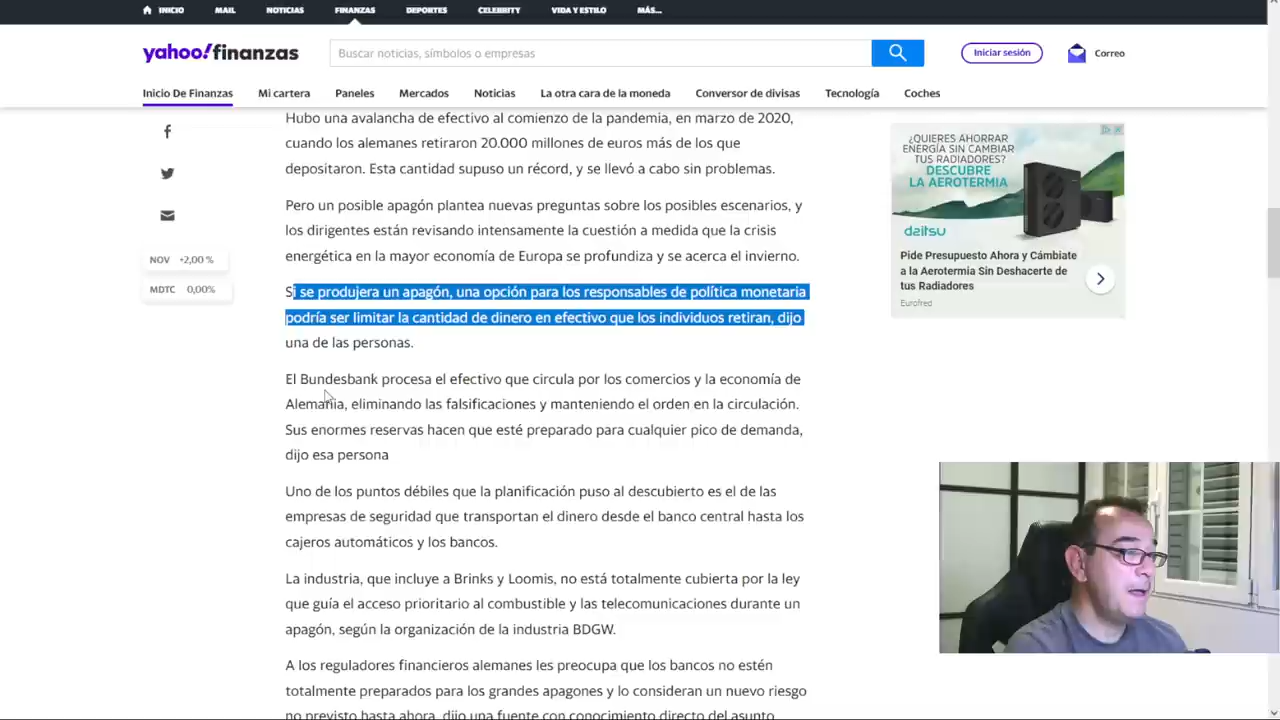 INICIO MAIL NOTICIAS FINANZAS DEPORTES CELEBRITY VIDA Y ESTILO MÁS...
yahoo!finanzas
Buscar noticias, símbolos o empresas
Iniciar sesión
Correo
Inicio De Finanzas Mi cartera Paneles Mercados Noticias La otra cara de la moneda Conversor de divisas Tecnología Coches
Hubo una avalancha de efectivo al comienzo de la pandemia, en marzo de 2020,
cuando los alemanes retiraron 20.000 millones de euros más de los que
depositaron. Esta cantidad supuso un récord, y se llevó a cabo sin problemas.
Pero un posible apagón plantea nuevas preguntas sobre los posibles escenarios, y
los dirigentes están revisando intensamente la cuestión a medida que la crisis
energética en la mayor economía de Europa se profundiza y se acerca el invierno.
Si se produjera un apagón, una opción para los responsables de política monetaria
podría ser limitar la cantidad de dinero en efectivo que los individuos retiran, dijo
una de las personas.
El Bundesbank procesa el efectivo que circula por los comercios y la economía de
Alemania, eliminando las falsificaciones y manteniendo el orden en la circulación.
Sus enormes reservas hacen que esté preparado para cualquier pico de demanda,
dijo esa persona
Uno de los puntos débiles que la planificación puso al descubierto es el de las
empresas de seguridad que transportan el dinero desde el banco central hasta los
cajeros automáticos y los bancos.
La industria, que incluye a Brinks y Loomis, no está totalmente cubierta por la ley
que guía el acceso prioritario al combustible y las telecomunicaciones durante un
apagón, según la organización de la industria BDGW.
A los reguladores financieros alemanes les preocupa que los bancos no estén
totalmente preparados para los grandes apagones y lo consideran un nuevo riesgo
no previsto hasta ahora, dijo una fuente con conocimiento directo del asunto.
NOV +2,00 %
MDTC 0,00%
¿QUIERES AHORRAR
ENERGÍA SIN CAMBIAR
TUS RADIADORES?
DESCUBRE
LA AEROTERMIA
daitsu
Pide Presupuesto Ahora y Cámbiate
a la Aerotermia Sin Deshacerte de
tus Radiadores
Eurofred